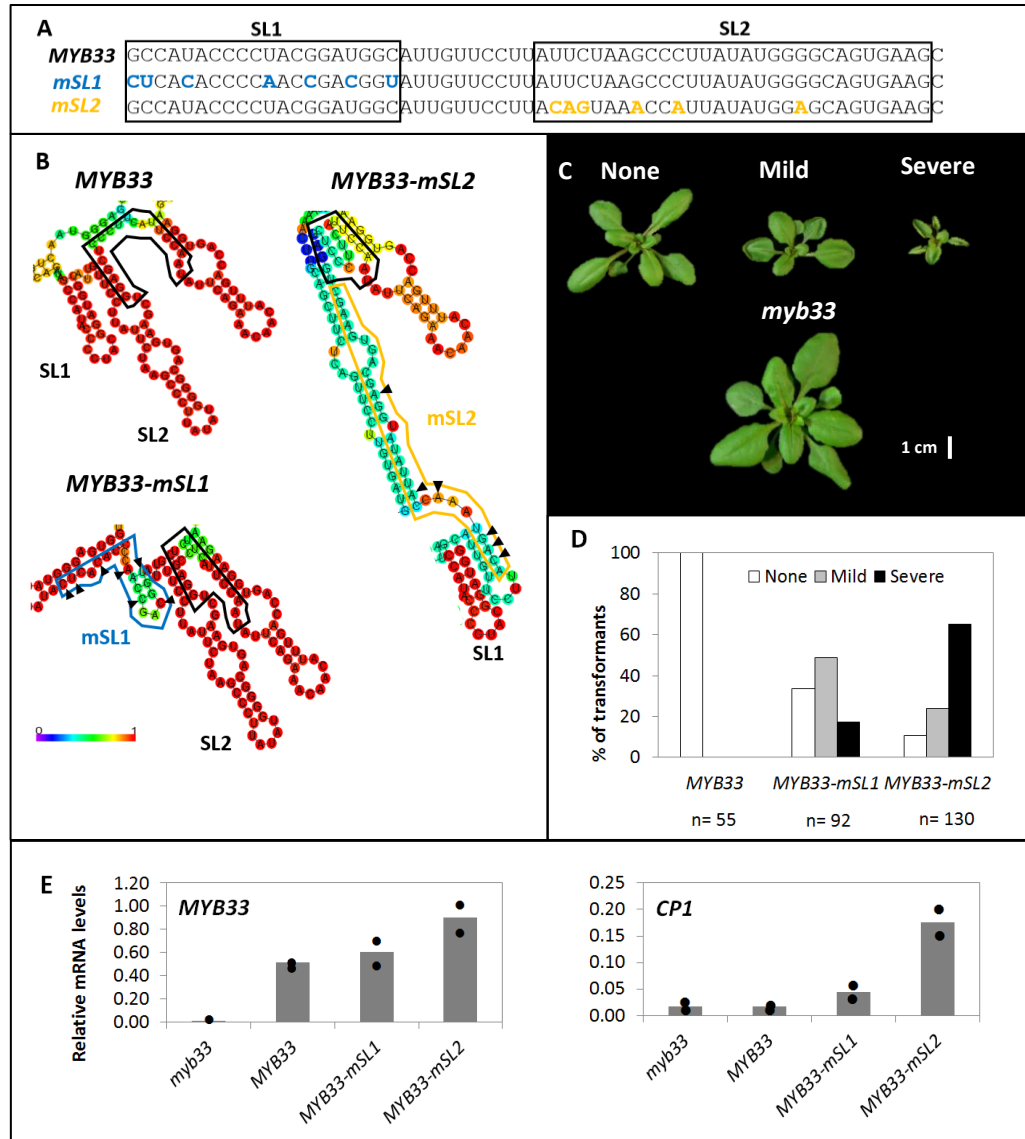 A
SL1 SL2
MYB33 GCCAUACCCCUACGGAUGGCAUUGUUCCUUAUUCUAAGCCCUUAUAUGGGGCAGUGAAGC
mSL1 CUCACACCCCAACCGACGGUAUUGUUCCUUAUUCUAAGCCCUUAUAUGGGGCAGUGAAGC
mSL2 GCCAUACCCCUACGGAUGGCAUUGUUCCUUACAGUAAACCAUUAUAUGGAGCAGUGAAGC
B
MYB33
SL1
SL2
MYB33-mSL2
mSL2
SL1
MYB33-mSL1
mSL1
SL2
0 1
C
None Mild Severe
myb33
1 cm
D
% of transformants
100
80
60
40
20
0
None Mild Severe
MYB33 MYB33-mSL1 MYB33-mSL2
n= 55 n= 92 n= 130
E
Relative mRNA levels
MYB33
1.20
1.00
0.80
0.60
0.40
0.20
0.00
myb33
MYB33
MYB33-mSL1
MYB33-mSL2
CP1
0.25
0.20
0.15
0.10
0.05
0.00
myb33
MYB33
MYB33-mSL1
MYB33-mSL2